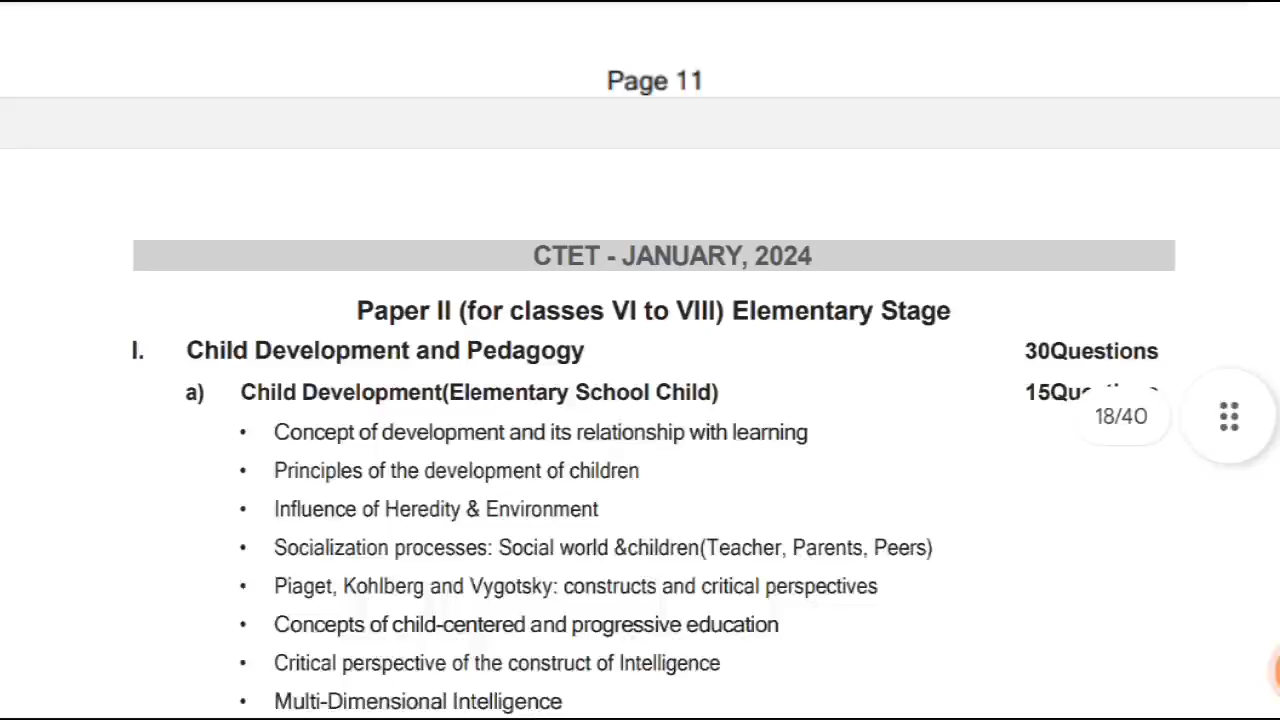 Page 11
CTET - JANUARY, 2024
Paper II (for classes VI to VIII) Elementary Stage
I. Child Development and Pedagogy 30Questions
a) Child Development(Elementary School Child)
18/40
• Concept of development and its relationship with learning
• Principles of the development of children
• Influence of Heredity & Environment
• Socialization processes: Social world &children(Teacher, Parents, Peers)
• Piaget, Kohlberg and Vygotsky: constructs and critical perspectives
• Concepts of child-centered and progressive education
• Critical perspective of the construct of Intelligence
• Multi-Dimensional Intelligence